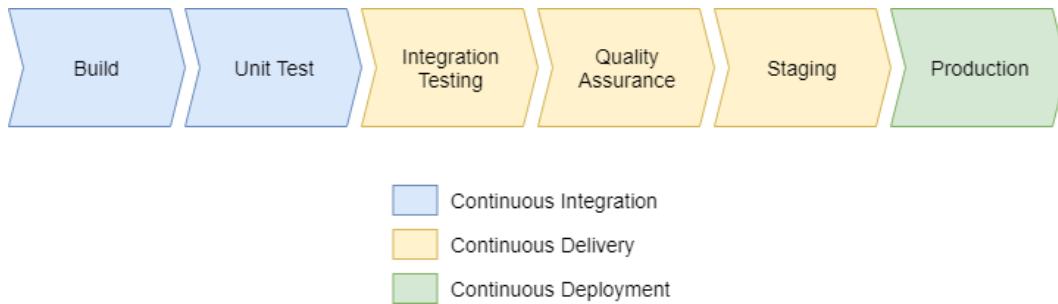 Build
Unit Test
Integration
Testing
Quality
Assurance
Staging
Production
Continuous Integration
Continuous Delivery
Continuous Deployment